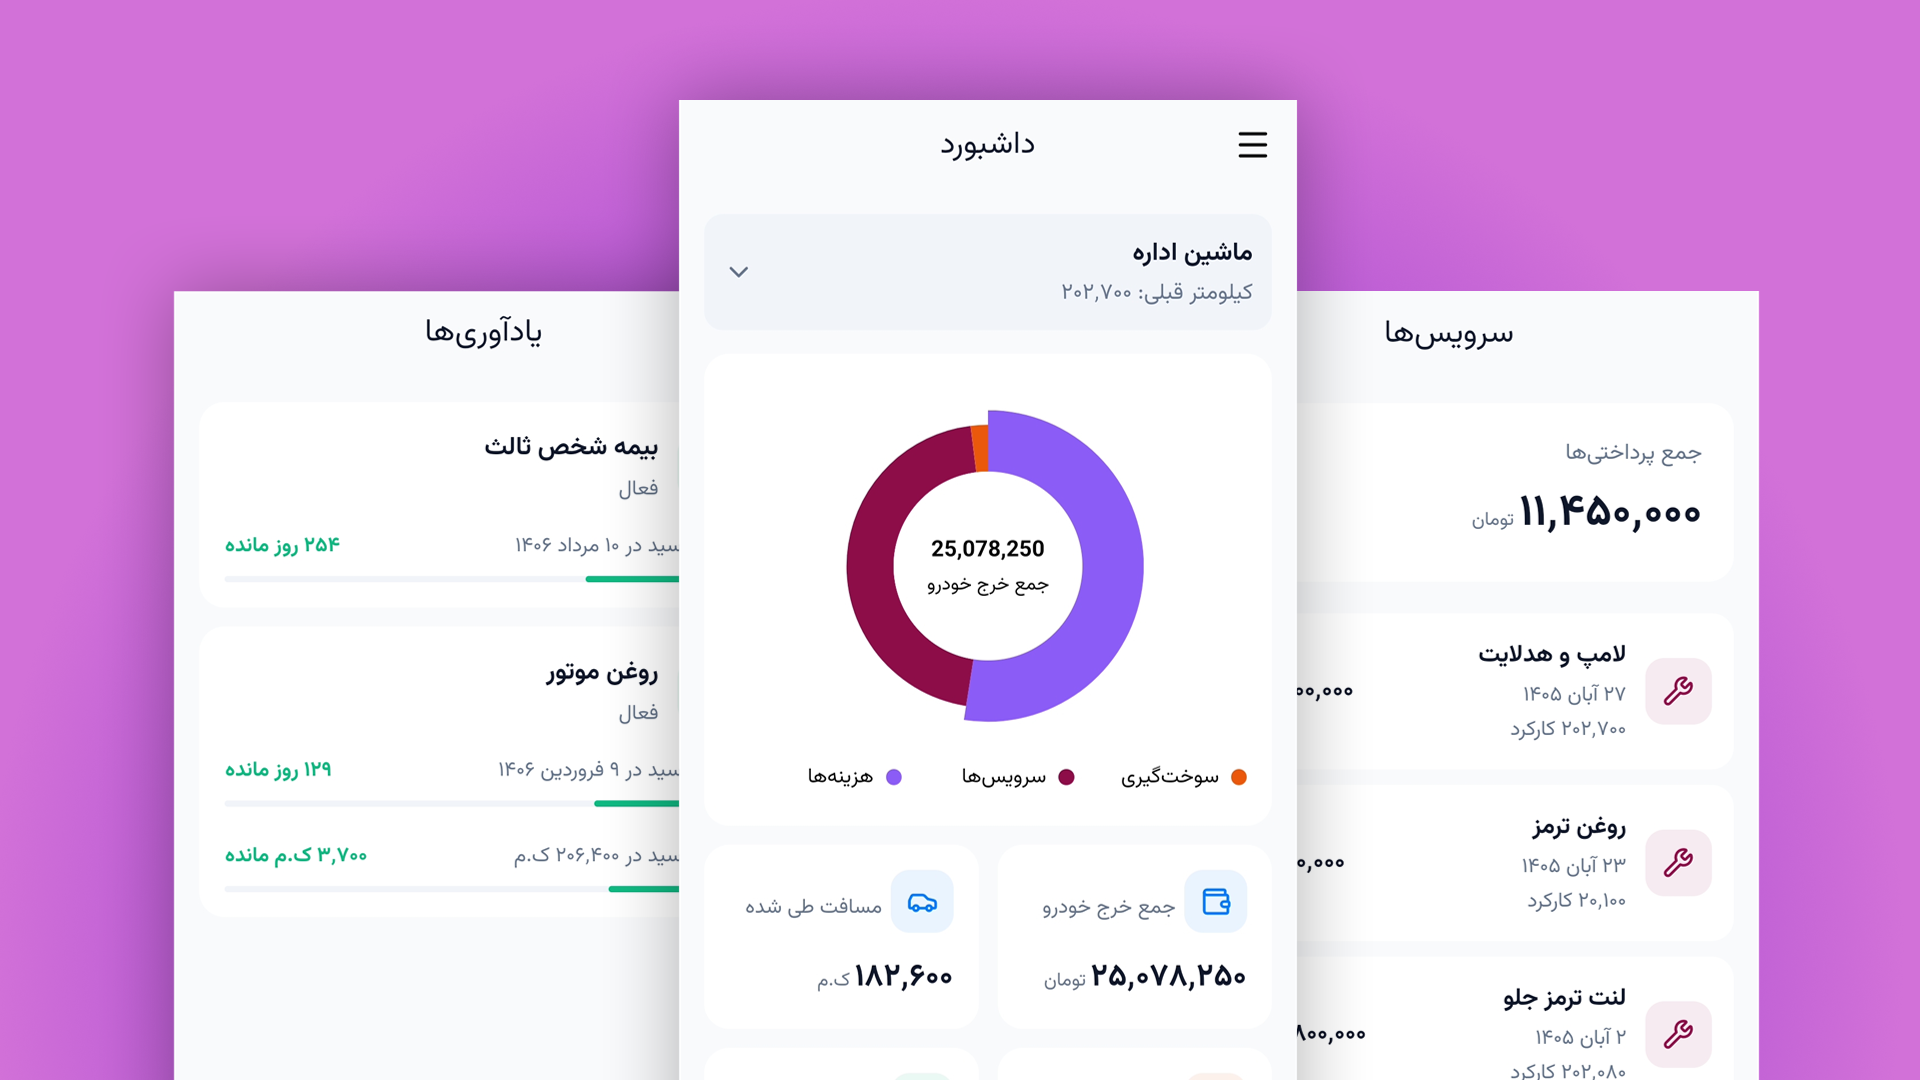 داشبورد
ماشین اداره
کیلومتر قبلی: ۲۰۲,۷۰۰
25,078,250
جمع خرج خودرو
سوخت‌گیری
سرویس‌ها
هزینه‌ها
جمع خرج خودرو
۲۵,۰۷۸,۲۵۰ تومان
مسافت طی شده
۱۸۲,۶۰۰ ک.م
سرویس‌ها
جمع پرداختی‌ها
۱۱,۴۵۰,۰۰۰ تومان
لامپ و هدلایت
۲۷ آبان ۱۴۰۵
۲۰۲,۷۰۰ کارکرد
روغن ترمز
۲۳ آبان ۱۴۰۵
۲۰,۱۰۰ کارکرد
لنت ترمز جلو
۲ آبان ۱۴۰۵
۲۰۲,۰۸۰ کارکرد
یادآوری‌ها
بیمه شخص ثالث
فعال
در ۱۰ مرداد ۱۴۰۶
۲۵۴ روز مانده
روغن موتور
فعال
در ۹ فروردین ۱۴۰۶
۱۲۹ روز مانده
در ۲۰۶,۴۰۰ ک.م
۳,۷۰۰ ک.م مانده